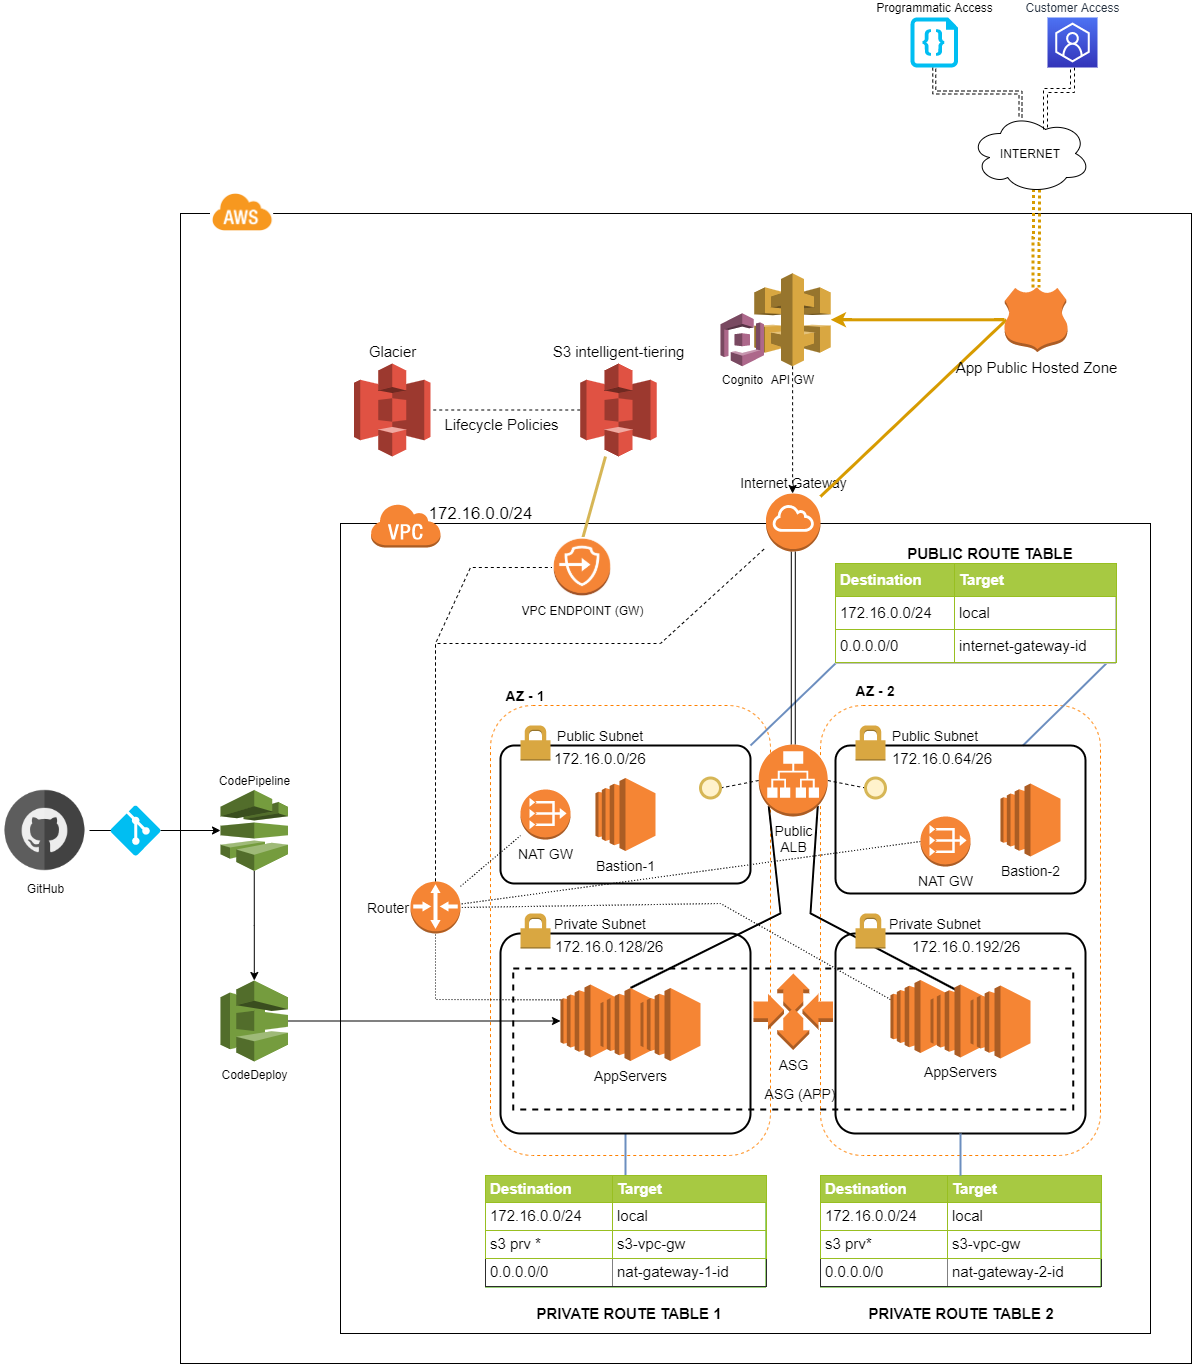 Programmatic Access
Customer Access
{}
INTERNET
AWS
Cognito
API GW
App Public Hosted Zone
Glacier
S3 intelligent-tiering
Lifecycle Policies
Internet Gateway
VPC
172.16.0.0/24
VPC ENDPOINT (GW)
PUBLIC ROUTE TABLE
Destination Target
172.16.0.0/24 local
0.0.0.0/0 internet-gateway-id
AZ - 1
AZ - 2
Public Subnet
172.16.0.0/26
Public Subnet
172.16.0.64/26
NAT GW
Bastion-1
Public
ALB
NAT GW
Bastion-2
CodePipeline
GitHub
Router
Private Subnet
172.16.0.128/26
Private Subnet
172.16.0.192/26
AppServers
ASG
ASG (APP)
AppServers
CodeDeploy
Destination Target
172.16.0.0/24 local
s3 prv * s3-vpc-gw
0.0.0.0/0 nat-gateway-1-id
PRIVATE ROUTE TABLE 1
Destination Target
172.16.0.0/24 local
s3 prv* s3-vpc-gw
0.0.0.0/0 nat-gateway-2-id
PRIVATE ROUTE TABLE 2